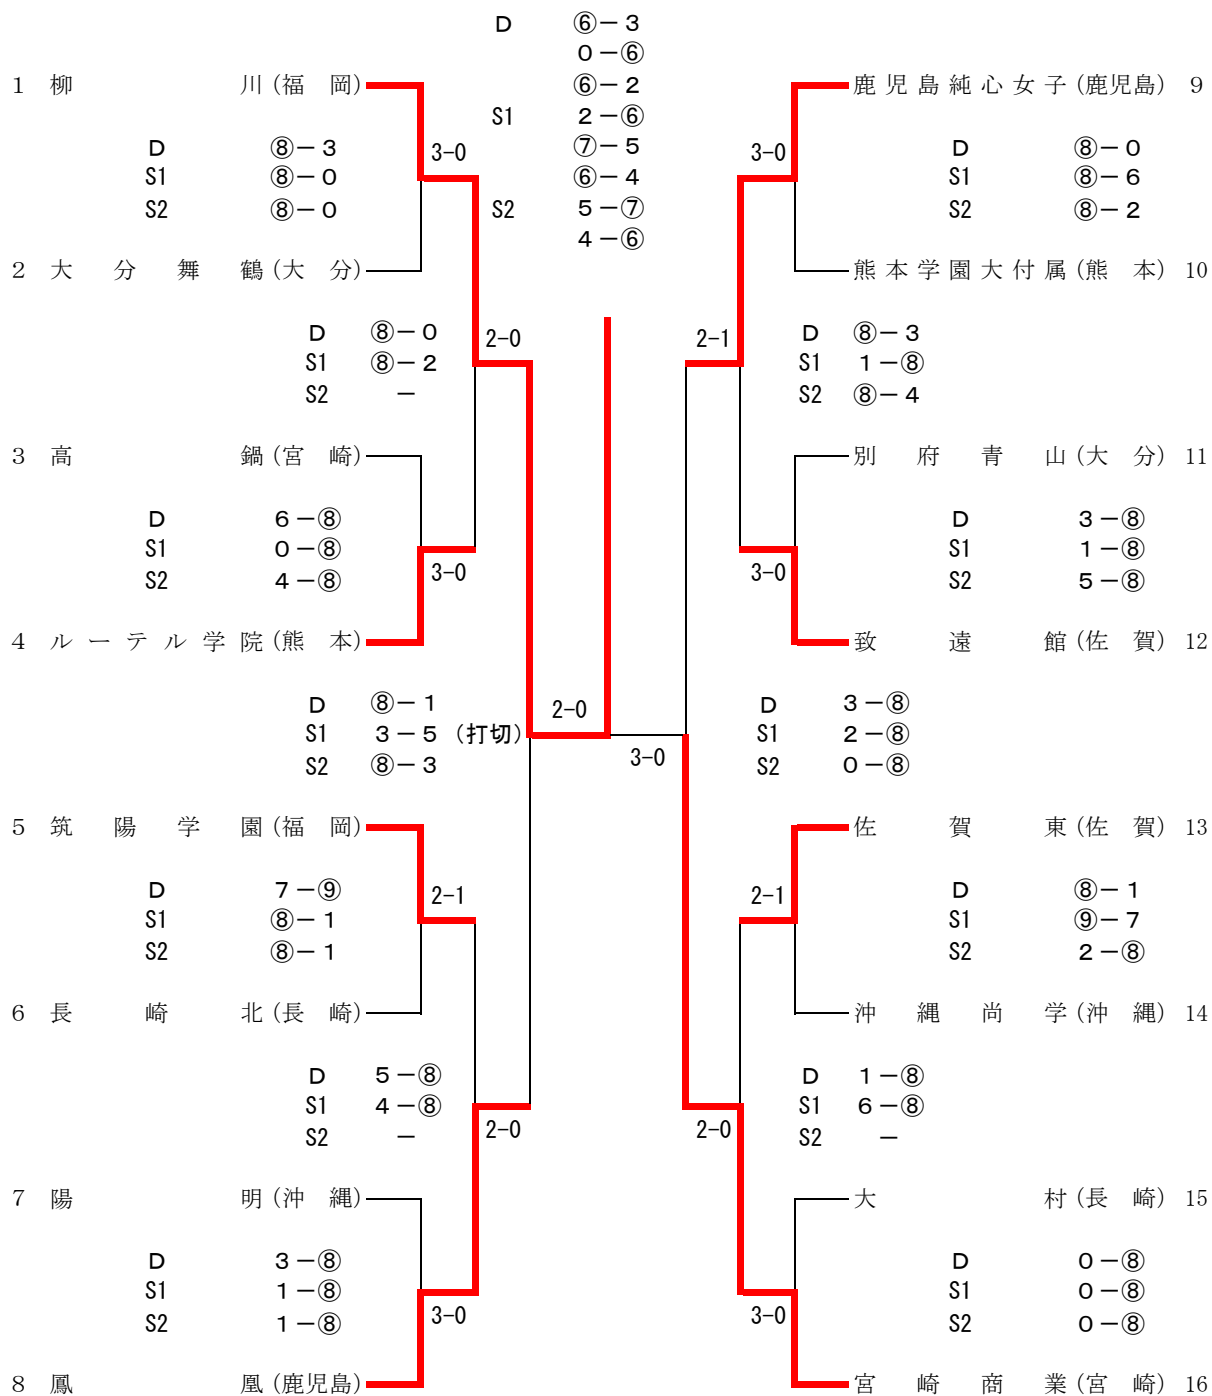 D ⑥－3
0－⑥
⑥－2
S1 2－⑥
⑦－5
⑥－4
S2 5－⑦
4－⑥
1 柳川(福岡)
D ⑧－3
S1 ⑧－0
S2 ⑧－0
3-0
2 大分舞鶴(大分)
D ⑧－0
S1 ⑧－2
S2 －
2-0
3 高鍋(宮崎)
D 6－⑧
S1 0－⑧
S2 4－⑧
3-0
4 ルーテル学院(熊本)
D ⑧－1
S1 3－5 (打切)
S2 ⑧－3
2-0
5 筑陽学園(福岡)
D 7－⑨
S1 ⑧－1
S2 ⑧－1
2-1
6 長崎北(長崎)
D 5－⑧
S1 4－⑧
S2 －
2-0
7 陽明(沖縄)
D 3－⑧
S1 1－⑧
S2 1－⑧
3-0
8 鳳凰(鹿児島)
鹿児島純心女子(鹿児島) 9
3-0
D ⑧－0
S1 ⑧－6
S2 ⑧－2
熊本学園大付属(熊本) 10
2-1
D ⑧－3
S1 1－⑧
S2 ⑧－4
別府青山(大分) 11
D 3－⑧
S1 1－⑧
S2 5－⑧
3-0
致遠館(佐賀) 12
D 3－⑧
S1 2－⑧
S2 0－⑧
3-0
佐賀東(佐賀) 13
2-1
D ⑧－1
S1 ⑨－7
S2 2－⑧
沖縄尚学(沖縄) 14
D 1－⑧
S1 6－⑧
S2 －
2-0
大村(長崎) 15
D 0－⑧
S1 0－⑧
S2 0－⑧
3-0
宮崎商業(宮崎) 16